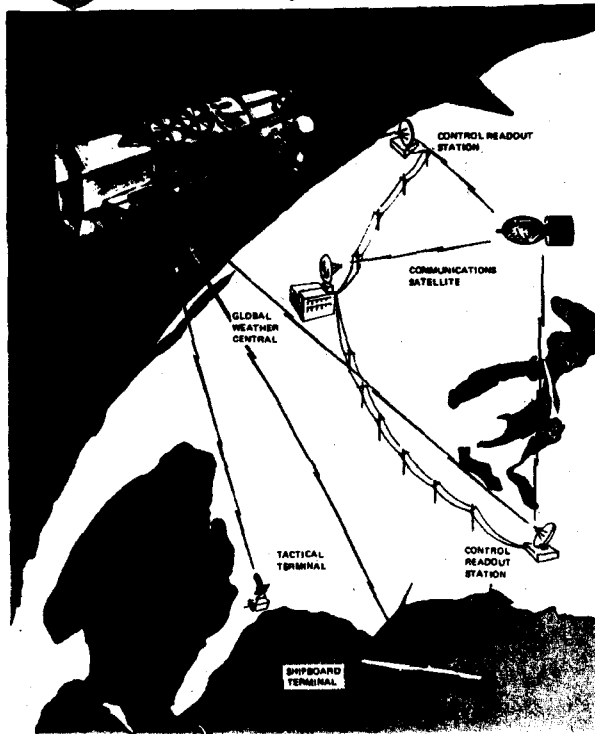 CONTROL READOUT
STATION
COMMUNICATIONS
SATELLITE
GLOBAL
WEATHER
CENTRAL
TACTICAL
TERMINAL
CONTROL
READOUT
STATION
SHIPBOARD
TERMINAL